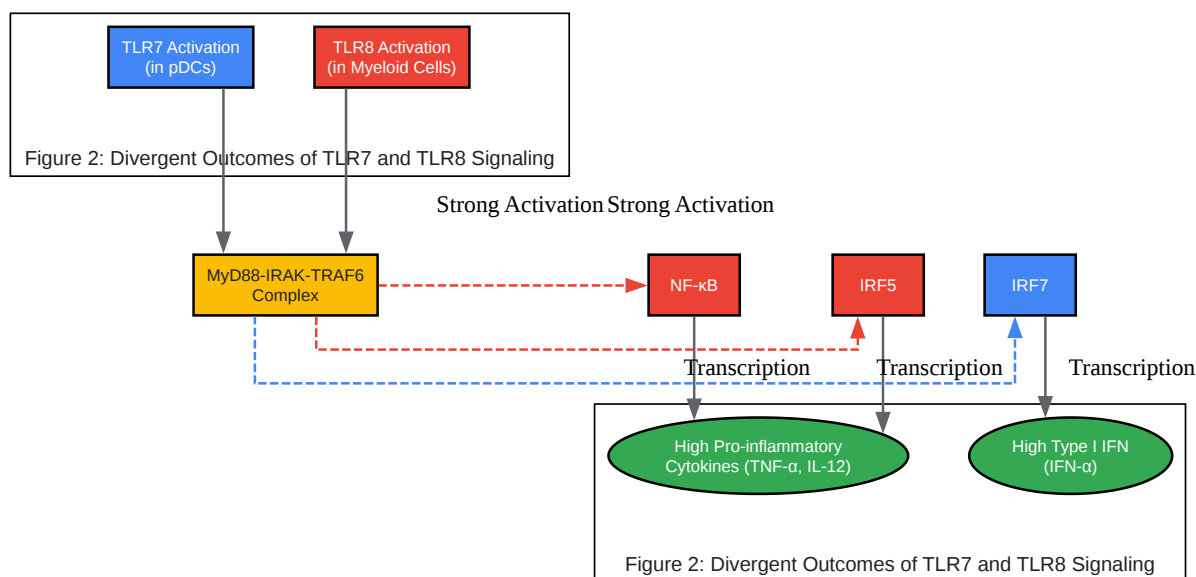 TLR7 Activation
(in pDCs)
TLR8 Activation
(in Myeloid Cells)
Figure 2: Divergent Outcomes of TLR7 and TLR8 Signaling
Strong Activation Strong Activation
MyD88-IRAK-TRAF6
Complex
NF-κB
IRF5
IRF7
Transcription
Transcription
Transcription
High Pro-inflammatory
Cytokines (TNF-α, IL-12)
High Type I IFN
(IFN-α)
Figure 2: Divergent Outcomes of TLR7 and TLR8 Signaling